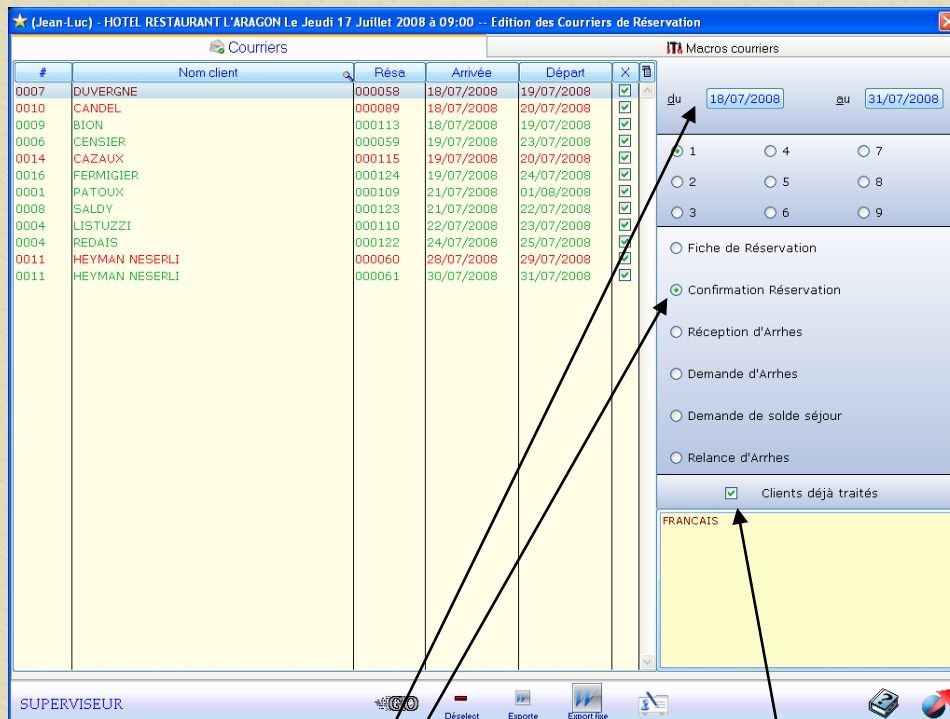 (Jean-Luc) - HOTEL RESTAURANT L'ARAGON Le Jeudi 17 Juillet 2008 à 09:00 -- Edition des Courriers de Réservation
Courriers
Macros courriers
# Nom client Résa Arrivée Départ X
0007 DUVERGNE 000058 18/07/2008 19/07/2008
0010 CANDEL 000089 18/07/2008 20/07/2008
0009 BION 000113 18/07/2008 19/07/2008
0006 CENSIER 000059 19/07/2008 23/07/2008
0014 CAZAUX 000115 19/07/2008 20/07/2008
0016 FERMIGIER 000124 19/07/2008 24/07/2008
0001 PATOUX 000109 21/07/2008 01/08/2008
0008 SALDY 000123 21/07/2008 22/07/2008
0004 LISTUZZI 000110 22/07/2008 23/07/2008
0004 REDAIS 000122 24/07/2008 25/07/2008
0011 HEYMAN NESERLI 000060 28/07/2008 29/07/2008
0011 HEYMAN NESERLI 000061 30/07/2008 31/07/2008
du 18/07/2008 au 31/07/2008
1 4 7
2 5 8
3 6 9
Fiche de Réservation
Confirmation Réservation
Réception d'Arrhes
Demande d'Arrhes
Demande de solde séjour
Relance d'Arrhes
Clients déjà traités
FRANCAIS
SUPERVISEUR
GO
Déselect
Exporte
Export fixe